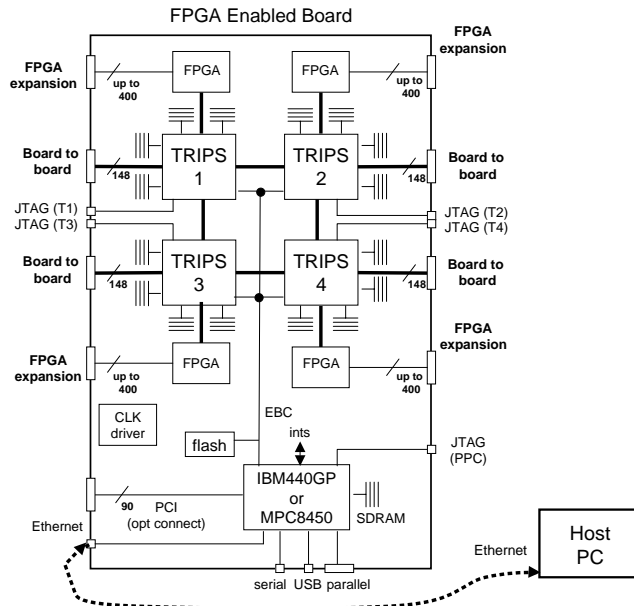 FPGA Enabled Board
FPGA
expansion
FPGA
expansion
up to
400
FPGA
FPGA
up to
400
Board to
board
148
TRIPS
1
TRIPS
2
148
Board to
board
JTAG (T1)
JTAG (T3)
JTAG (T2)
JTAG (T4)
Board to
board
148
TRIPS
3
TRIPS
4
148
Board to
board
FPGA
expansion
up to
400
FPGA
FPGA
up to
400
FPGA
expansion
CLK
driver
EBC
flash
ints
JTAG
(PPC)
90
PCI
(opt connect)
IBM440GP
or
MPC8450
SDRAM
Ethernet
serial
USB
parallel
Ethernet
Host
PC